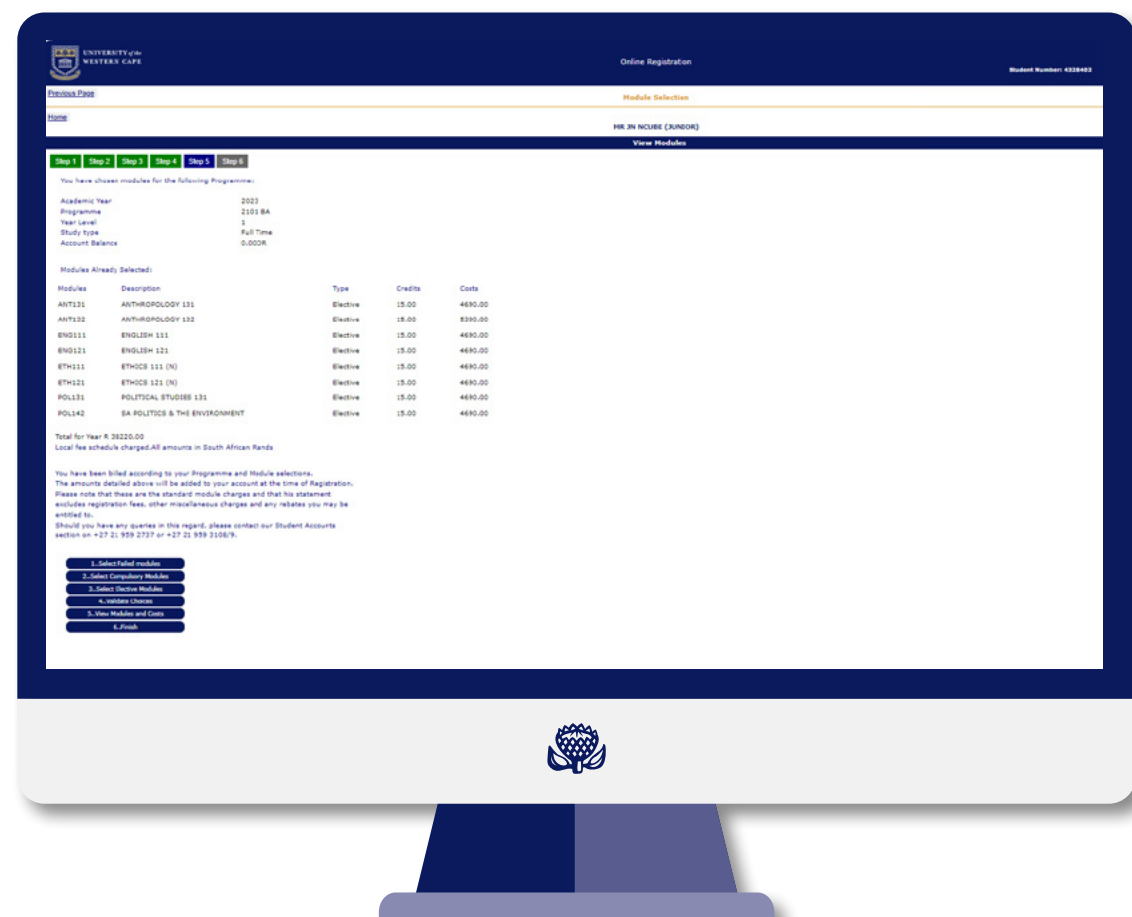 UNIVERSITY of the
WESTERN CAPE
Online Registration
Student Number: 4328403
Previous Page
Module Selection
Home
MR JN NCUBE (JUNIOR)
View Modules
Step 1 Step 2 Step 3 Step 4 Step 5 Step 6
You have chosen modules for the following Programme:
Academic Year 2023
Programme 2101 BA
Year Level 1
Study type Full Time
Account Balance 0.00DR
Modules Already Selected:
Modules Description Type Credits Costs
ANT131 ANTHROPOLOGY 131 Elective 15.00 4690.00
ANT132 ANTHROPOLOGY 132 Elective 15.00 5390.00
ENG111 ENGLISH 111 Elective 15.00 4690.00
ENG121 ENGLISH 121 Elective 15.00 4690.00
ETH111 ETHICS 111 (N) Elective 15.00 4690.00
ETH121 ETHICS 121 (N) Elective 15.00 4690.00
POL131 POLITICAL STUDIES 131 Elective 15.00 4690.00
POL142 SA POLITICS & THE ENVIRONMENT Elective 15.00 4690.00
Total for Year R 38220.00
Local fee schedule charged.All amounts in South African Rands
You have been billed according to your Programme and Module selections.
The amounts detailed above will be added to your account at the time of Registration.
Please note that these are the standard module charges and that his statement
excludes registration fees, other miscellaneous charges and any rebates you may be
entitled to.
Should you have any queries in this regard, please contact our Student Accounts
section on +27 21 959 2737 or +27 21 959 3108/9.
1..Select Failed modules
2..Select Compulsory Modules
3..Select Elective Modules
4..Validate Choices
5..View Modules and Costs
6..Finish